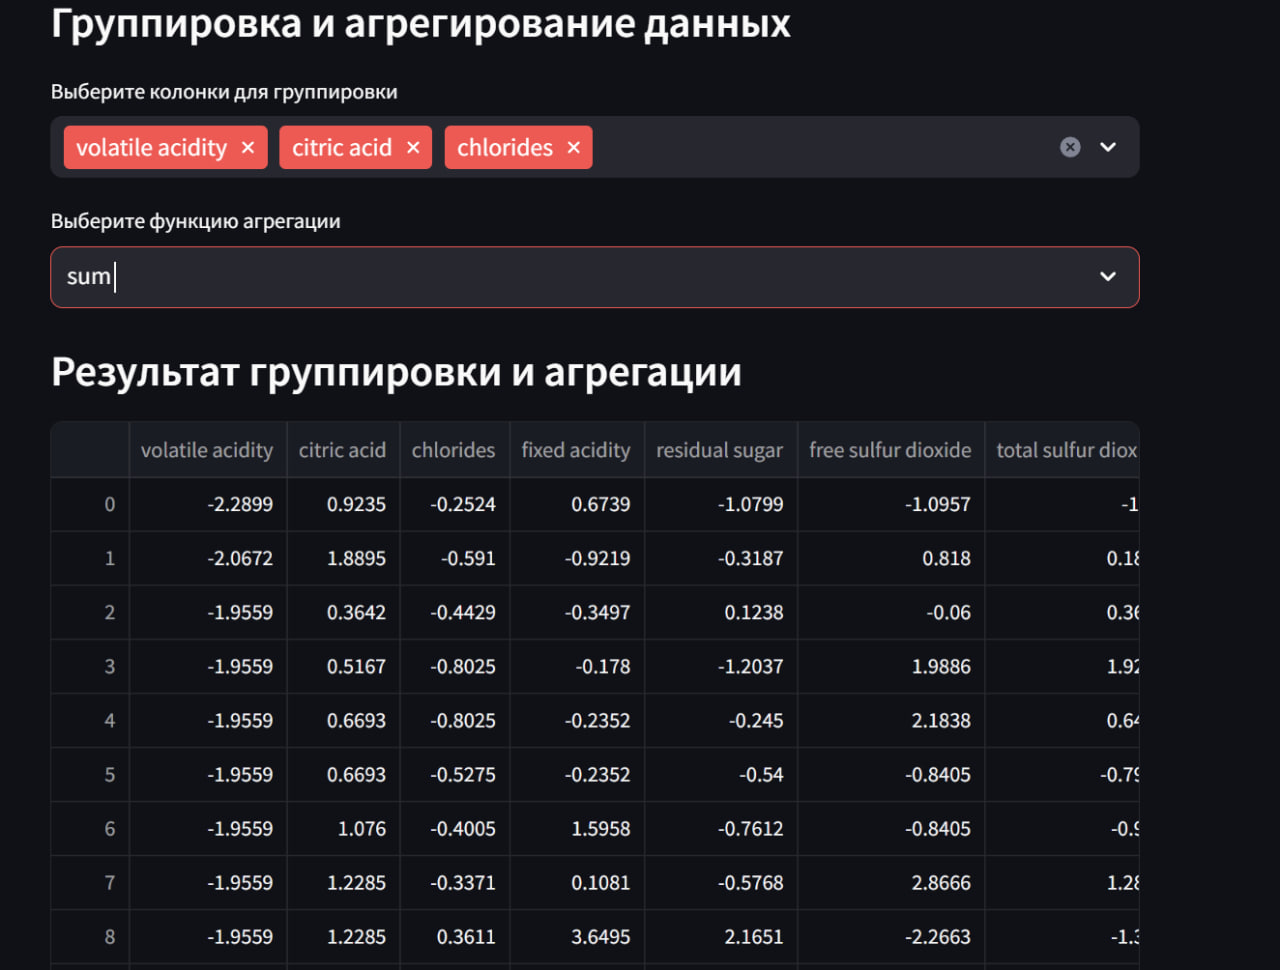 Группировка и агрегирование данных
Выберите колонки для группировки
volatile acidity × citric acid × chlorides ×
Выберите функцию агрегации
sum
Результат группировки и агрегации
volatile acidity citric acid chlorides fixed acidity residual sugar free sulfur dioxide total sulfur diox
0 -2.2899 0.9235 -0.2524 0.6739 -1.0799 -1.0957 -1
1 -2.0672 1.8895 -0.591 -0.9219 -0.3187 0.818 0.18
2 -1.9559 0.3642 -0.4429 -0.3497 0.1238 -0.06 0.36
3 -1.9559 0.5167 -0.8025 -0.178 -1.2037 1.9886 1.92
4 -1.9559 0.6693 -0.8025 -0.2352 -0.245 2.1838 0.64
5 -1.9559 0.6693 -0.5275 -0.2352 -0.54 -0.8405 -0.79
6 -1.9559 1.076 -0.4005 1.5958 -0.7612 -0.8405 -0.9
7 -1.9559 1.2285 -0.3371 0.1081 -0.5768 2.8666 1.28
8 -1.9559 1.2285 0.3611 3.6495 2.1651 -2.2663 -1.3